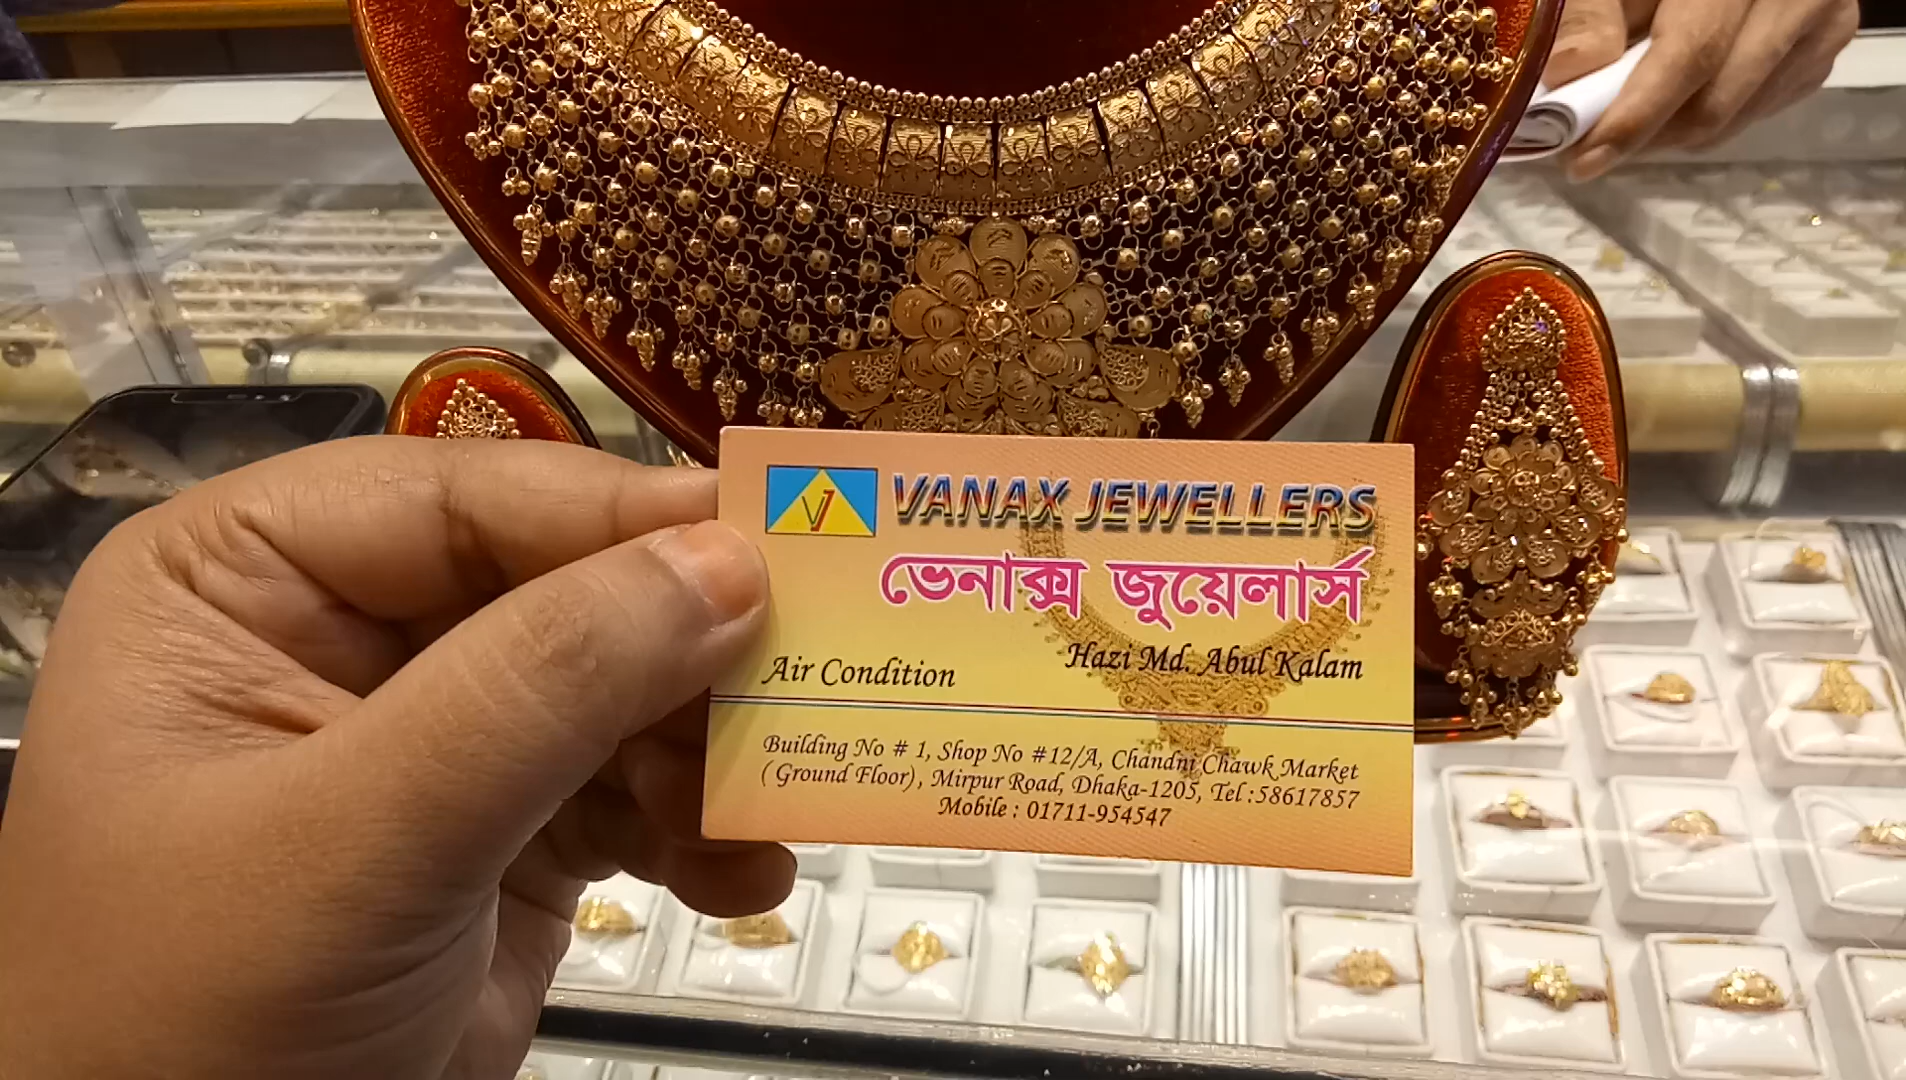 VJ VANAX JEWELLERS
ভেনাক্স জুয়েলার্স
Hazi Md. Abul Kalam
Air Condition
Building No # 1, Shop No #12/A, Chandni Chawk Market
( Ground Floor), Mirpur Road, Dhaka-1205, Tel :58617857
Mobile : 01711-954547